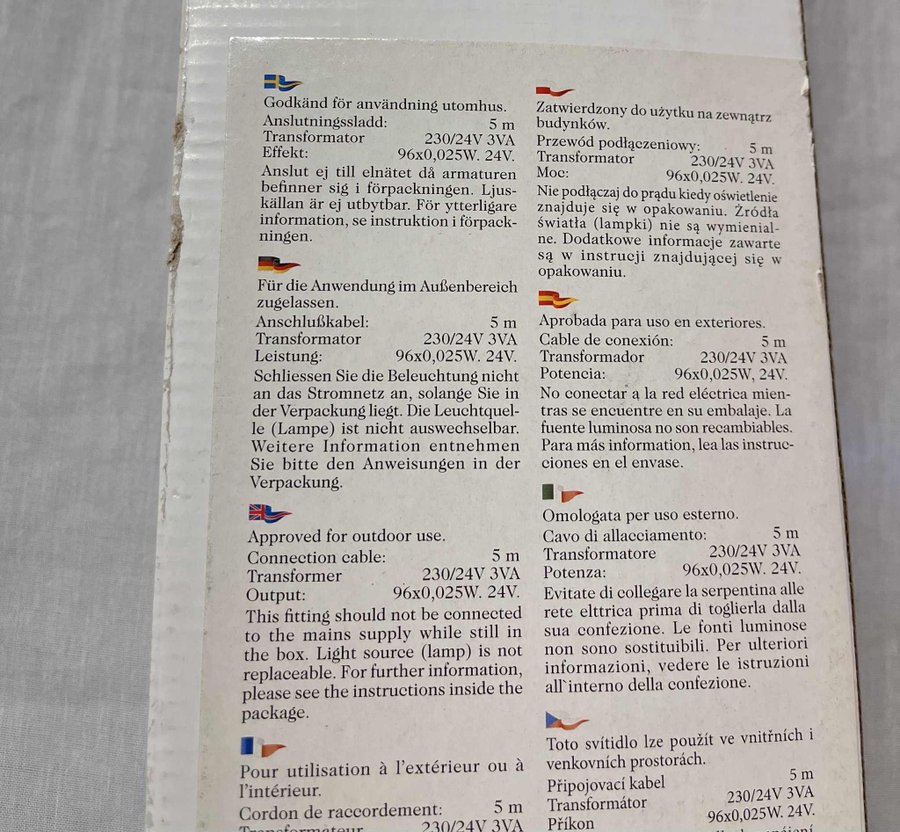 Godkänd för användning utomhus.
Anslutningssladd: 5 m
Transformator 230/24V 3VA
Effekt: 96x0,025W. 24V.
Anslut ej till elnätet då armaturen
befinner sig i förpackningen. Ljus-
källan är ej utbytbar. För ytterligare
information, se instruktion i förpack-
ningen.
Für die Anwendung im Außenbereich
zugelassen.
Anschlußkabel: 5 m
Transformator 230/24V 3VA
Leistung: 96x0,025W. 24V.
Schliessen Sie die Beleuchtung nicht
an das Stromnetz an, solange Sie in
der Verpackung liegt. Die Leuchtquel-
le (Lampe) ist nicht auswechselbar.
Weitere Information entnehmen
Sie bitte den Anweisungen in der
Verpackung.
Approved for outdoor use.
Connection cable: 5 m
Transformer 230/24V 3VA
Output: 96x0,025W. 24V.
This fitting should not be connected
to the mains supply while still in
the box. Light source (lamp) is not
replaceable. For further information,
please see the instructions inside the
package.
Pour utilisation à l'extérieur ou à
l'intérieur.
Cordon de raccordement: 5 m
Transformateur 230/24V 3VA
Zatwierdzony do użytku na zewnątrz
budynków.
Przewód podłączeniowy: 5 m
Transformator 230/24V 3VA
Moc: 96x0,025W. 24V.
Nie podłączaj do prądu kiedy oświetlenie
znajduje się w opakowaniu. Źródła
światła (lampki) nie są wymienial-
ne. Dodatkowe informacje zawarte
są w instrucji znajdującej się w
opakowaniu.
Aprobada para uso en exteriores.
Cable de conexión: 5 m
Transformador 230/24V 3VA
Potencia: 96x0,025W, 24V.
No conectar a la red eléctrica mien-
tras se encuentre en su embalaje. La
fuente luminosa no son recambiables.
Para más information, lea las instruc-
ciones en el envase.
Omologata per uso esterno.
Cavo di allacciamento: 5 m
Transformatore 230/24V 3VA
Potenza: 96x0,025W. 24V.
Evitate di collegare la serpentina alle
rete elttrica prima di toglierla dalla
sua confezione. Le fonti luminose
non sono sostituibili. Per ulteriori
informazioni, vedere le istruzioni
all`interno della confezione.
Toto svítidlo lze použít ve vnitřních i
venkovních prostorách.
Připojovací kabel 5 m
Transformátor 230/24V 3VA
Příkon 96x0,025W. 24V.